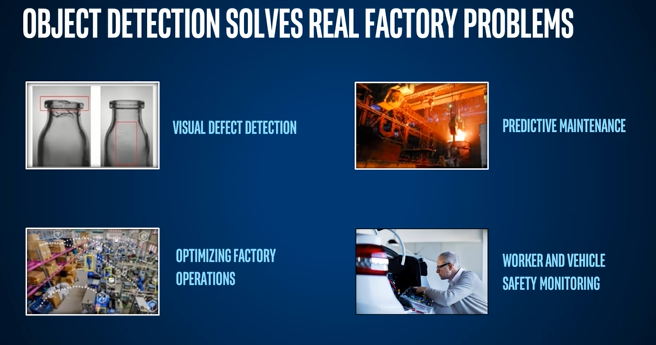 OBJECT DETECTION SOLVES REAL FACTORY PROBLEMS
VISUAL DEFECT DETECTION
PREDICTIVE MAINTENANCE
OPTIMIZING FACTORY
OPERATIONS
WORKER AND VEHICLE
SAFETY MONITORING